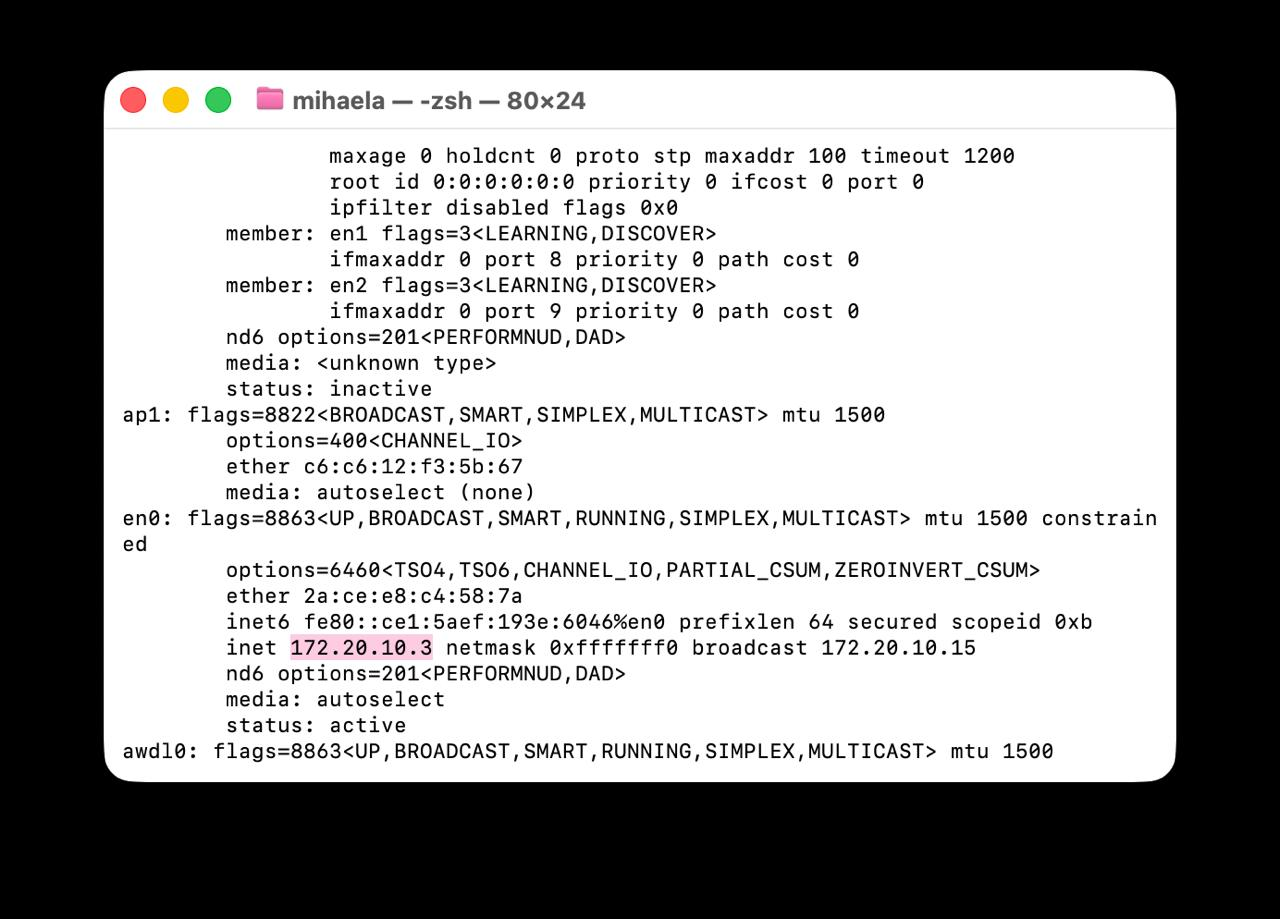 mihaela — -zsh — 80×24
maxage 0 holdcnt 0 proto stp maxaddr 100 timeout 1200
root id 0:0:0:0:0:0 priority 0 ifcost 0 port 0
ipfilter disabled flags 0x0
member: en1 flags=3<LEARNING,DISCOVER>
ifmaxaddr 0 port 8 priority 0 path cost 0
member: en2 flags=3<LEARNING,DISCOVER>
ifmaxaddr 0 port 9 priority 0 path cost 0
nd6 options=201<PERFORMNUD,DAD>
media: <unknown type>
status: inactive
ap1: flags=8822<BROADCAST,SMART,SIMPLEX,MULTICAST> mtu 1500
options=400<CHANNEL_IO>
ether c6:c6:12:f3:5b:67
media: autoselect (none)
en0: flags=8863<UP,BROADCAST,SMART,RUNNING,SIMPLEX,MULTICAST> mtu 1500 constrain
ed
options=6460<TSO4,TSO6,CHANNEL_IO,PARTIAL_CSUM,ZEROINVERT_CSUM>
ether 2a:ce:e8:c4:58:7a
inet6 fe80::ce1:5aef:193e:6046%en0 prefixlen 64 secured scopeid 0xb
inet 172.20.10.3 netmask 0xfffffff0 broadcast 172.20.10.15
nd6 options=201<PERFORMNUD,DAD>
media: autoselect
status: active
awdl0: flags=8863<UP,BROADCAST,SMART,RUNNING,SIMPLEX,MULTICAST> mtu 1500